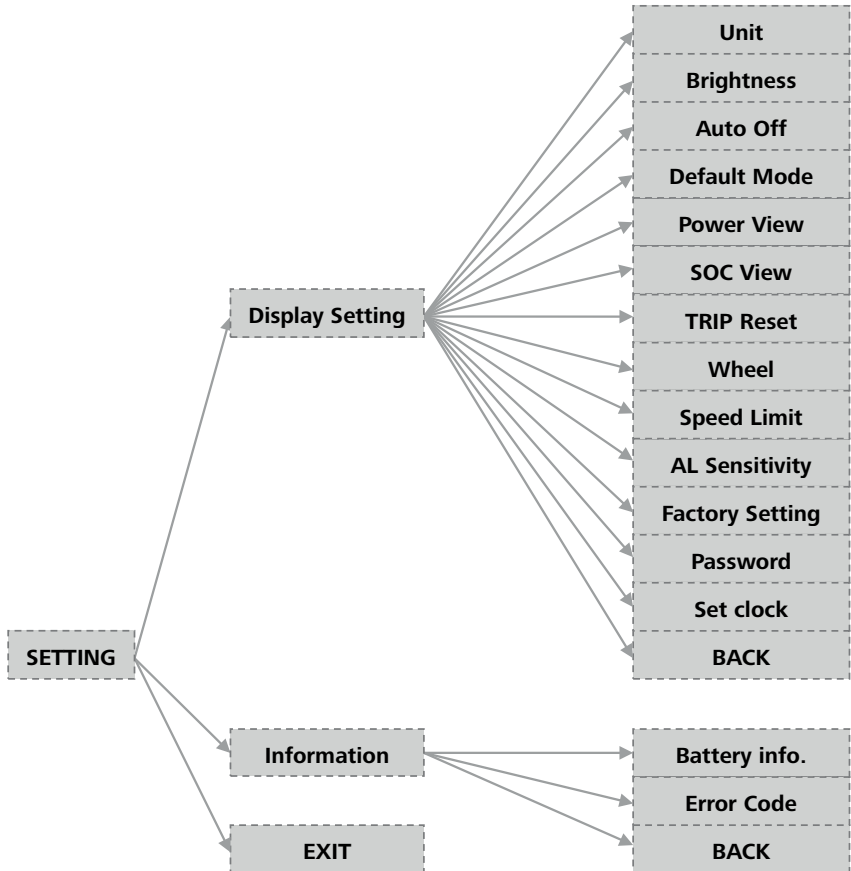 SETTING
Display Setting
Unit
Brightness
Auto Off
Default Mode
Power View
SOC View
TRIP Reset
Wheel
Speed Limit
AL Sensitivity
Factory Setting
Password
Set clock
BACK
Information
Battery info.
Error Code
BACK
EXIT